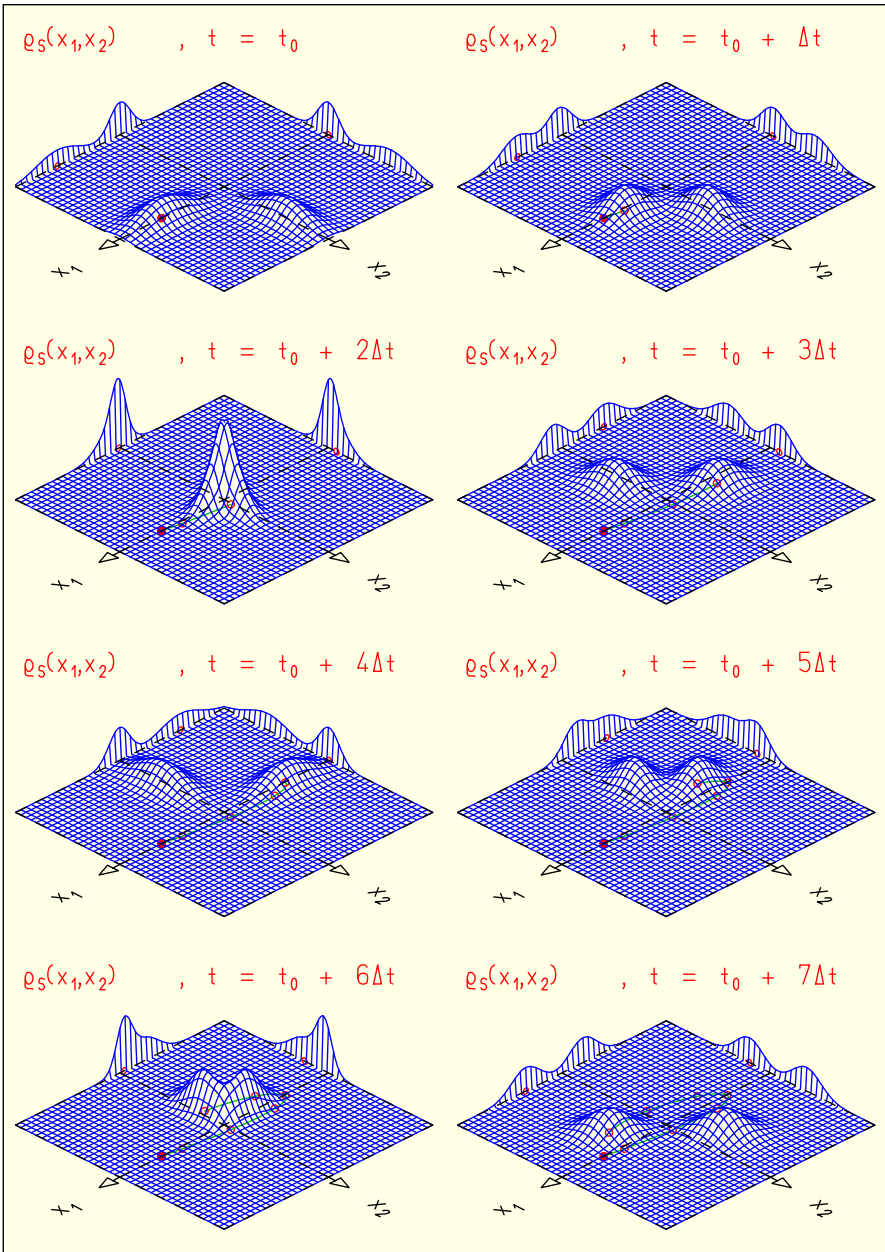 ϱₛ(x₁,x₂) , t = t₀
ϱₛ(x₁,x₂) , t = t₀ + Δt
x₁
x₂
x₁
x₂
ϱₛ(x₁,x₂) , t = t₀ + 2Δt
ϱₛ(x₁,x₂) , t = t₀ + 3Δt
x₁
x₂
x₁
x₂
ϱₛ(x₁,x₂) , t = t₀ + 4Δt
ϱₛ(x₁,x₂) , t = t₀ + 5Δt
x₁
x₂
x₁
x₂
ϱₛ(x₁,x₂) , t = t₀ + 6Δt
ϱₛ(x₁,x₂) , t = t₀ + 7Δt
x₁
x₂
x₁
x₂